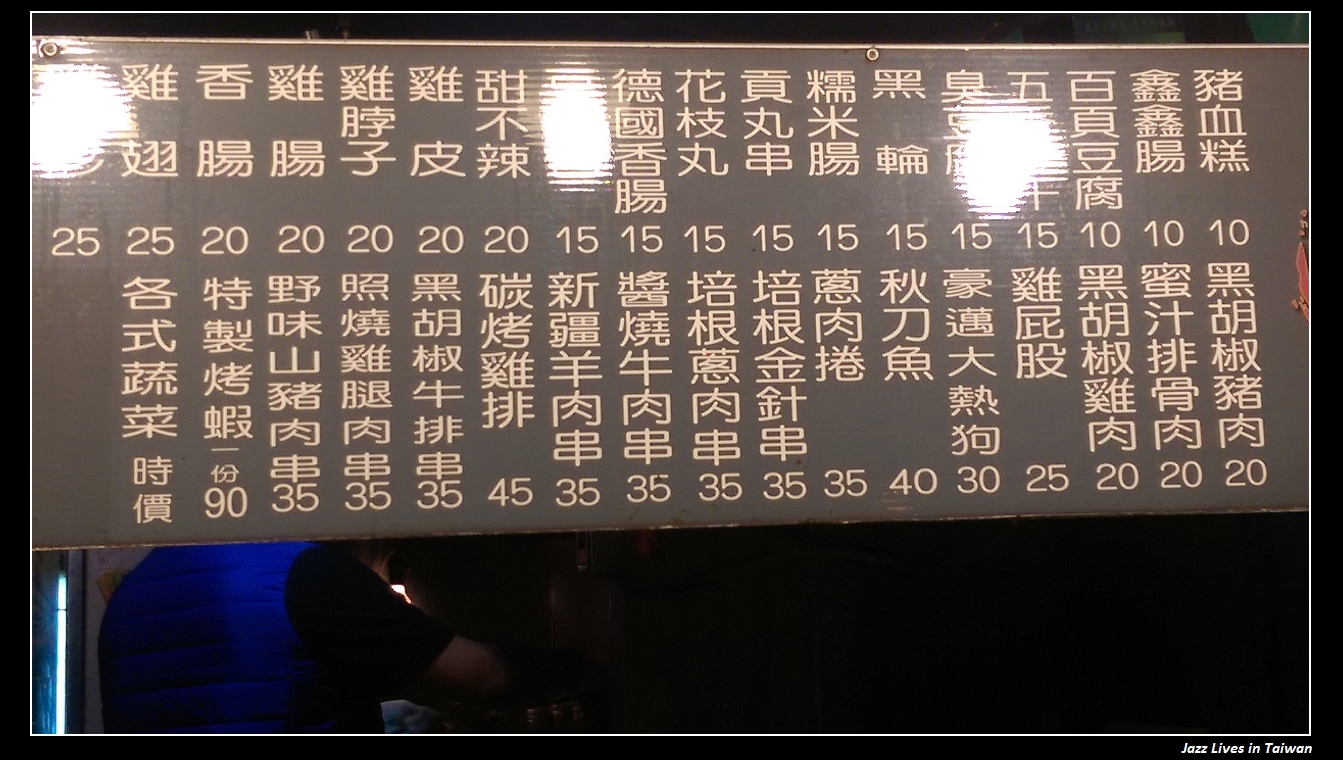 豬血糕 10
鑫鑫腸 10
百頁豆腐 10
五 干 15
臭豆腐 15
黑輪 15
糯米腸 15
貢丸串 15
花枝丸 15
德國香腸 15
15
甜不辣 20
雞皮 20
雞脖子 20
雞腸 20
香腸 20
雞翅 25
25
黑胡椒豬肉 20
蜜汁排骨肉 20
黑胡椒雞肉 20
雞屁股 25
豪邁大熱狗 30
秋刀魚 40
蔥肉捲 35
培根金針串 35
培根蔥肉串 35
醬燒牛肉串 35
新疆羊肉串 35
碳烤雞排 45
黑胡椒牛排串 35
照燒雞腿肉串 35
野味山豬肉串 35
特製烤蝦一份 90
各式蔬菜 時價
Jazz Lives in Taiwan